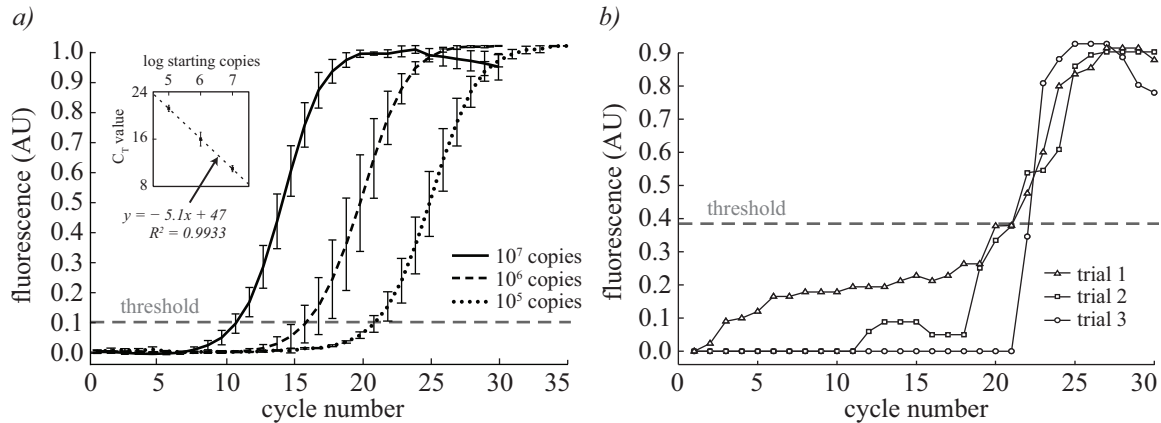 a)
log starting copies
5 6 7
24
16
8
C_T value
y = − 5.1x + 47
R² = 0.9933
threshold
10⁷ copies
10⁶ copies
10⁵ copies
1.0
0.9
0.8
0.7
0.6
0.5
0.4
0.3
0.2
0.1
0.0
fluorescence (AU)
0 5 10 15 20 25 30 35
cycle number
b)
0.9
0.8
0.7
0.6
0.5
0.4
0.3
0.2
0.1
0.0
fluorescence (AU)
threshold
trial 1
trial 2
trial 3
0 5 10 15 20 25 30
cycle number